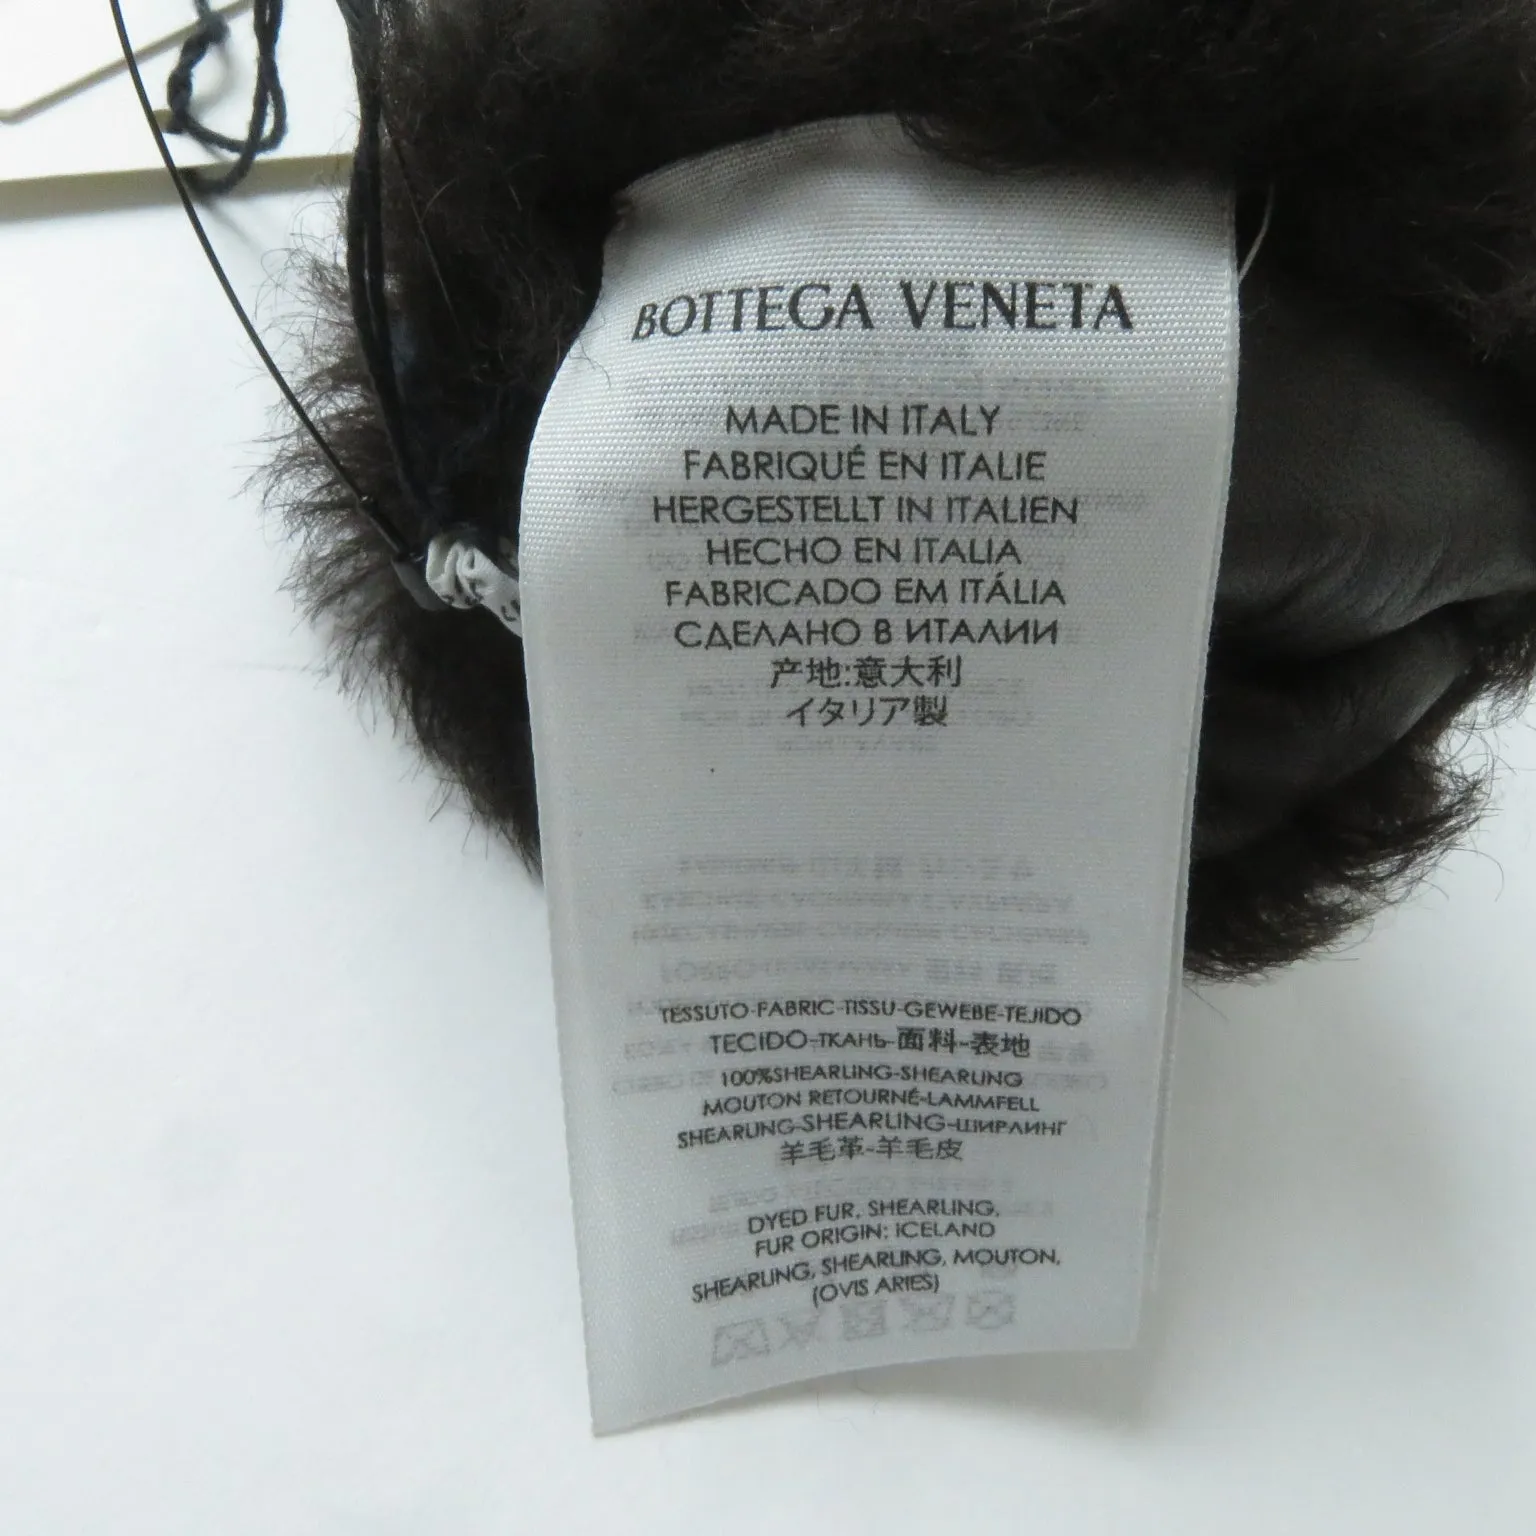 BOTTEGA VENETA
MADE IN ITALY
FABRIQUÉ EN ITALIE
HERGESTELLT IN ITALIEN
HECHO EN ITALIA
FABRICADO EM ITÁLIA
СДЕЛАНО В ИТАЛИИ
产地:意大利
イタリア製
TESSUTO-FABRIC-TISSU-GEWEBE-TEJIDO
TECIDO-ТКАНЬ-面料-表地
100%SHEARLING-SHEARLING
MOUTON RETOURNÉ-LAMMFELL
SHEARLING-SHEARLING-ШИРЛИНГ
羊毛革-羊毛皮
DYED FUR, SHEARLING,
FUR ORIGIN: ICELAND
SHEARLING, SHEARLING, MOUTON,
(OVIS ARIES)